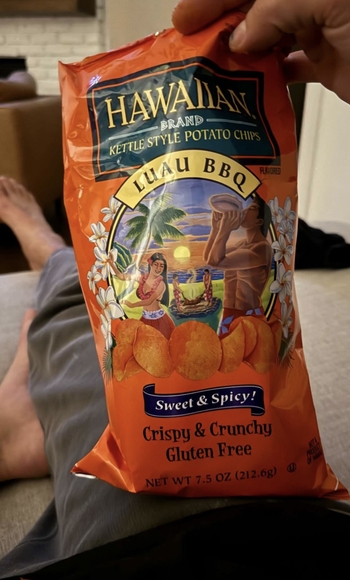 HAWAIIAN
BRAND
KETTLE STYLE POTATO CHIPS
FLAVORED
LUAU BBQ
Sweet & Spicy!
Crispy & Crunchy
Gluten Free
NET WT 7.5 OZ (212.6g)